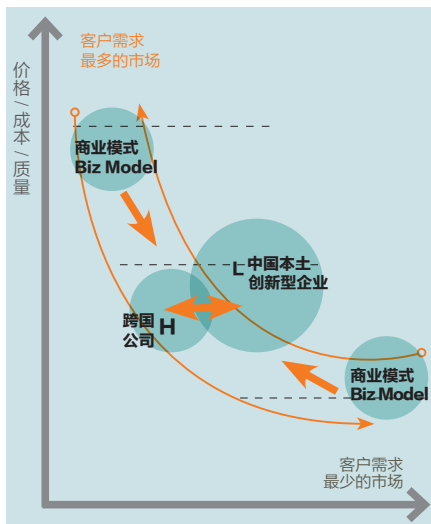 客户需求
最多的市场
价格/成本/质量
商业模式
Biz Model
L 中国本土
创新型企业
跨国
公司 H
商业模式
Biz Model
客户需求
最少的市场